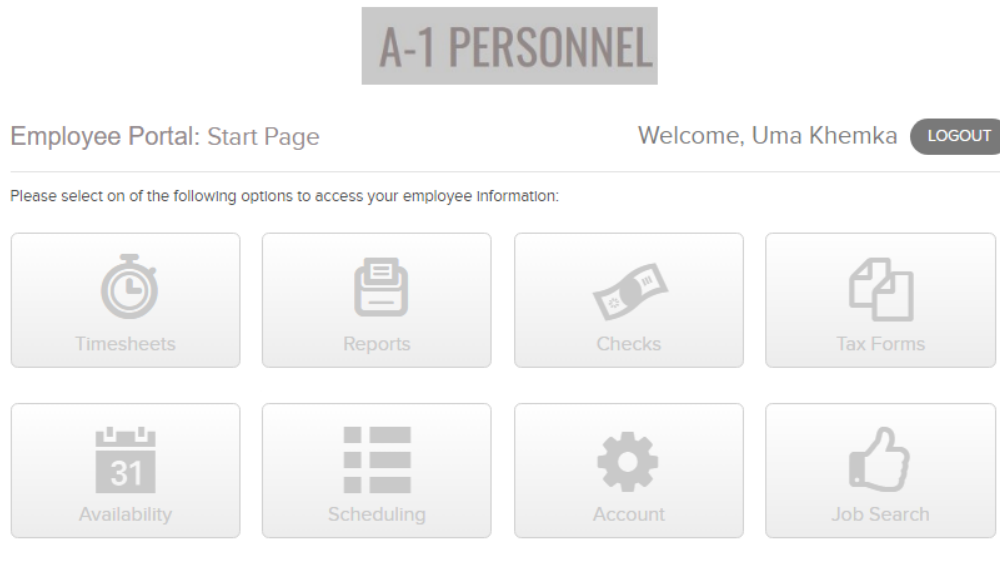 A-1 PERSONNEL
Employee Portal: Start Page
Welcome, Uma Khemka
LOGOUT
Please select on of the following options to access your employee information:
Timesheets
Reports
Checks
Tax Forms
31
Availability
Scheduling
Account
Job Search